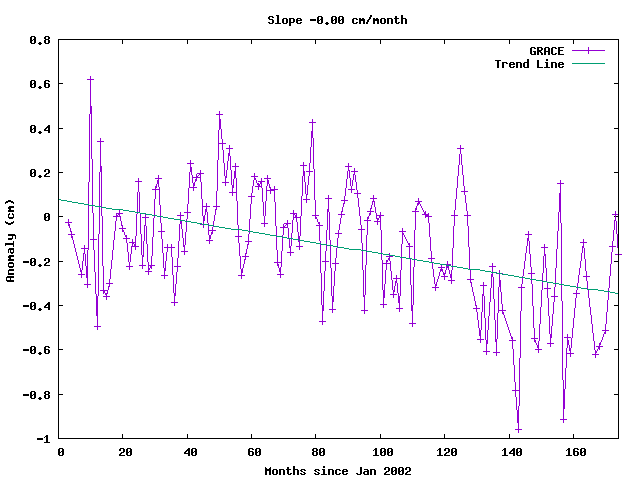 Slope -0.00 cm/month
GRACE
Trend Line
0.8
0.6
0.4
0.2
0
-0.2
-0.4
-0.6
-0.8
-1
Anomaly (cm)
0 20 40 60 80 100 120 140 160
Months since Jan 2002